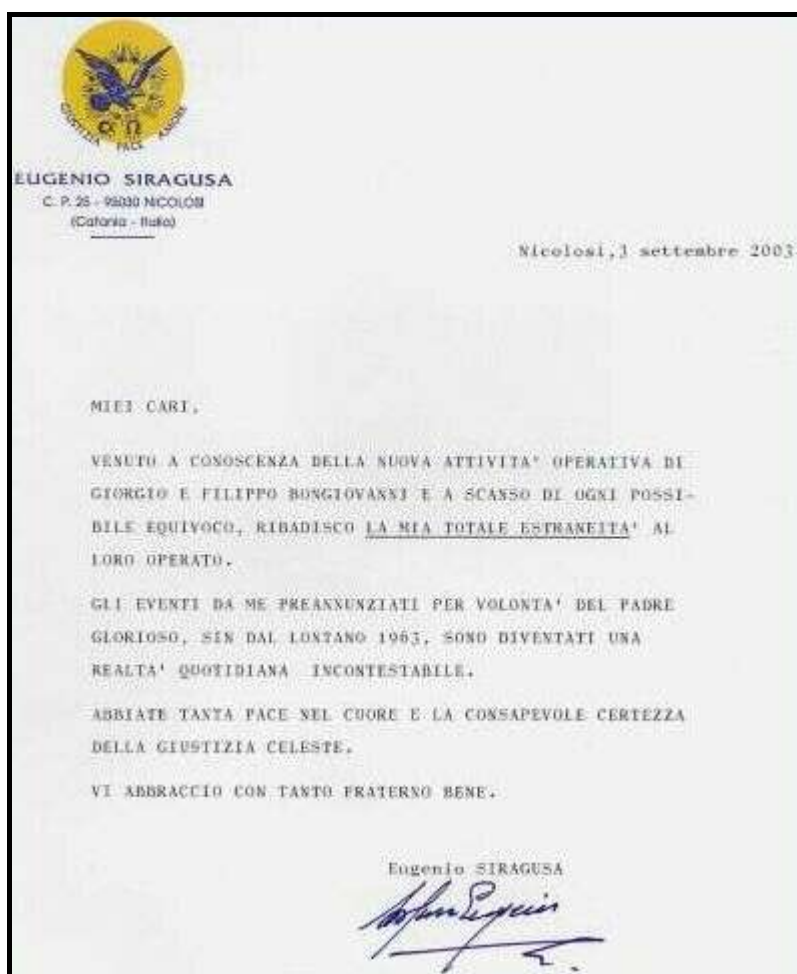 GIUSTIZIA PACE AMORE
α Ω
EUGENIO SIRAGUSA
C. P. 25 - 95030 NICOLOSI
(Catania - Italia)
Nicolosi,3 settembre 2003
MIEI CARI,
VENUTO A CONOSCENZA DELLA NUOVA ATTIVITA' OPERATIVA DI
GIORGIO E FILIPPO BONGIOVANNI E A SCANSO DI OGNI POSSI-
BILE EQUIVOCO, RIBADISCO LA MIA TOTALE ESTRANEITA' AL
LORO OPERATO.
GLI EVENTI DA ME PREANNUNZIATI PER VOLONTA' DEL PADRE
GLORIOSO, SIN DAL LONTANO 1963, SONO DIVENTATI UNA
REALTA' QUOTIDIANA INCONTESTABILE.
ABBIATE TANTA PACE NEL CUORE E LA CONSAPEVOLE CERTEZZA
DELLA GIUSTIZIA CELESTE.
VI ABBRACCIO CON TANTO FRATERNO BENE.
Eugenio SIRAGUSA